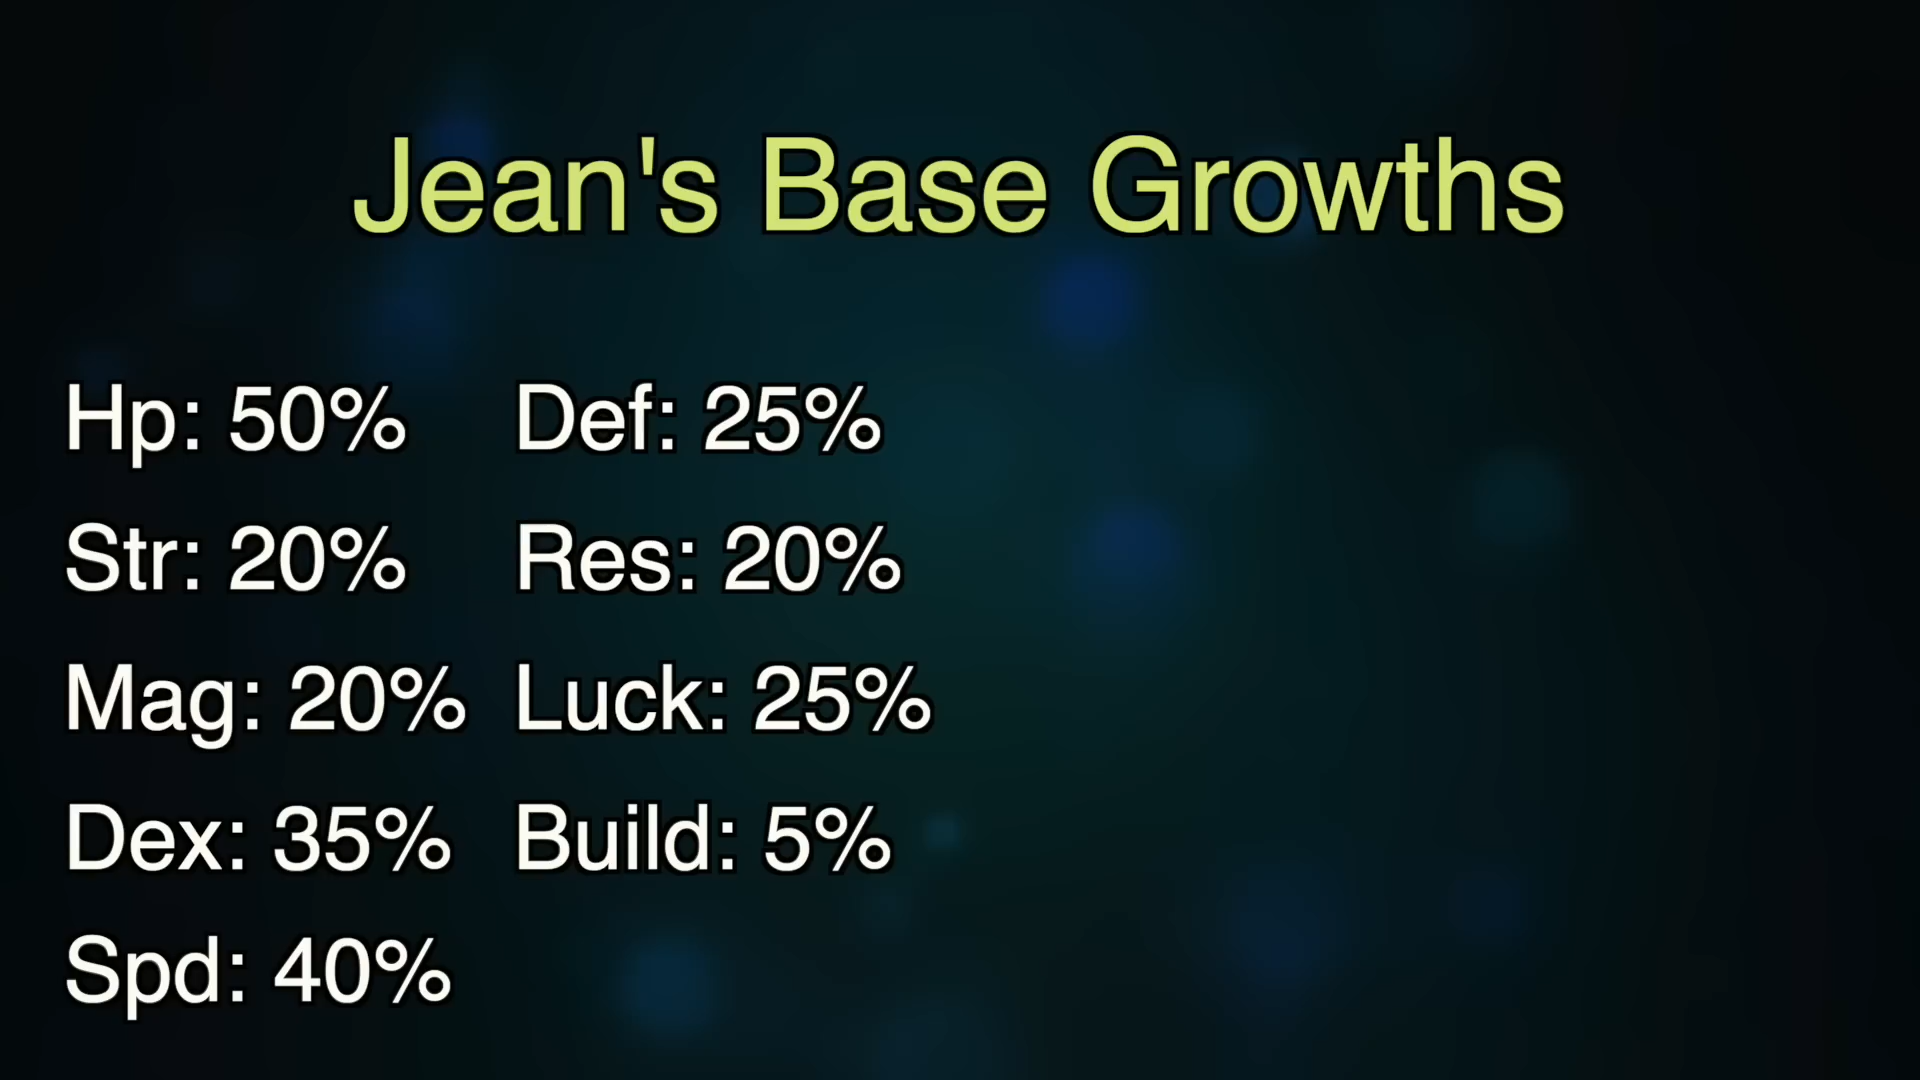 Jean's Base Growths
Hp: 50%
Str: 20%
Mag: 20%
Dex: 35%
Spd: 40%
Def: 25%
Res: 20%
Luck: 25%
Build: 5%